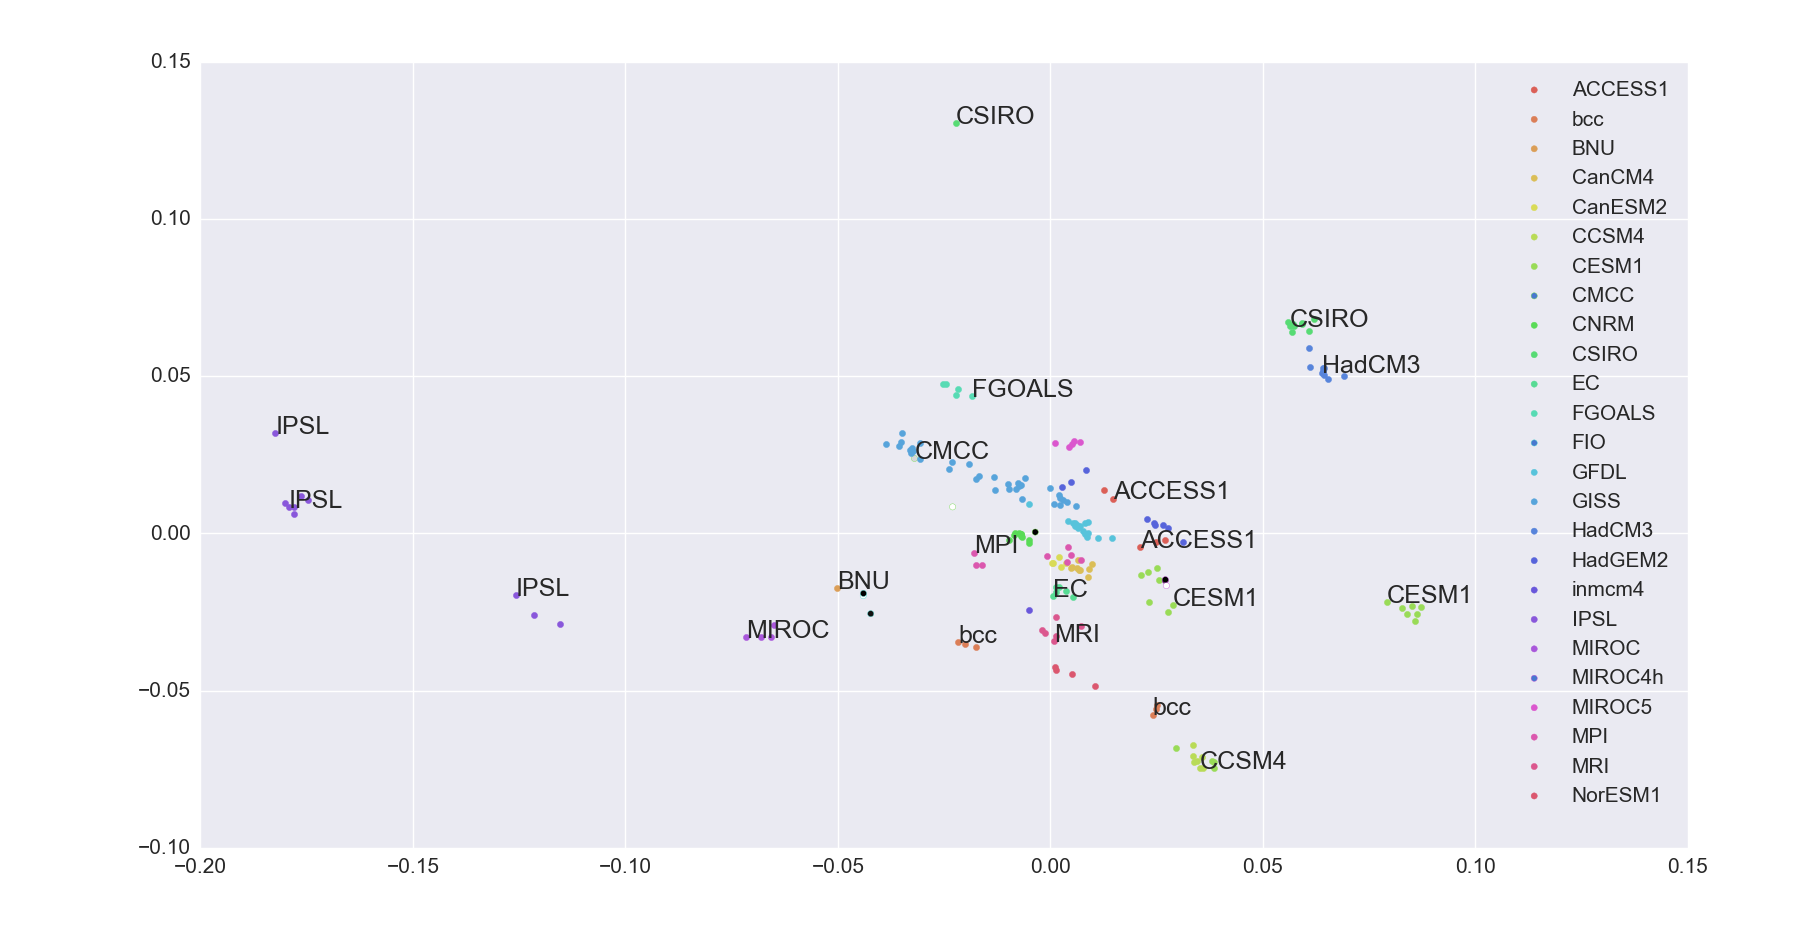 0.15
0.10
0.05
0.00
−0.05
−0.10
−0.20
−0.15
−0.10
−0.05
0.00
0.05
0.10
0.15
CSIRO
CSIRO
HadCM3
FGOALS
IPSL
CMCC
IPSL
ACCESS1
ACCESS1
MPI
BNU
IPSL
EC
CESM1
CESM1
MIROC
bcc
MRI
bcc
CCSM4
ACCESS1
bcc
BNU
CanCM4
CanESM2
CCSM4
CESM1
CMCC
CNRM
CSIRO
EC
FGOALS
FIO
GFDL
GISS
HadCM3
HadGEM2
inmcm4
IPSL
MIROC
MIROC4h
MIROC5
MPI
MRI
NorESM1